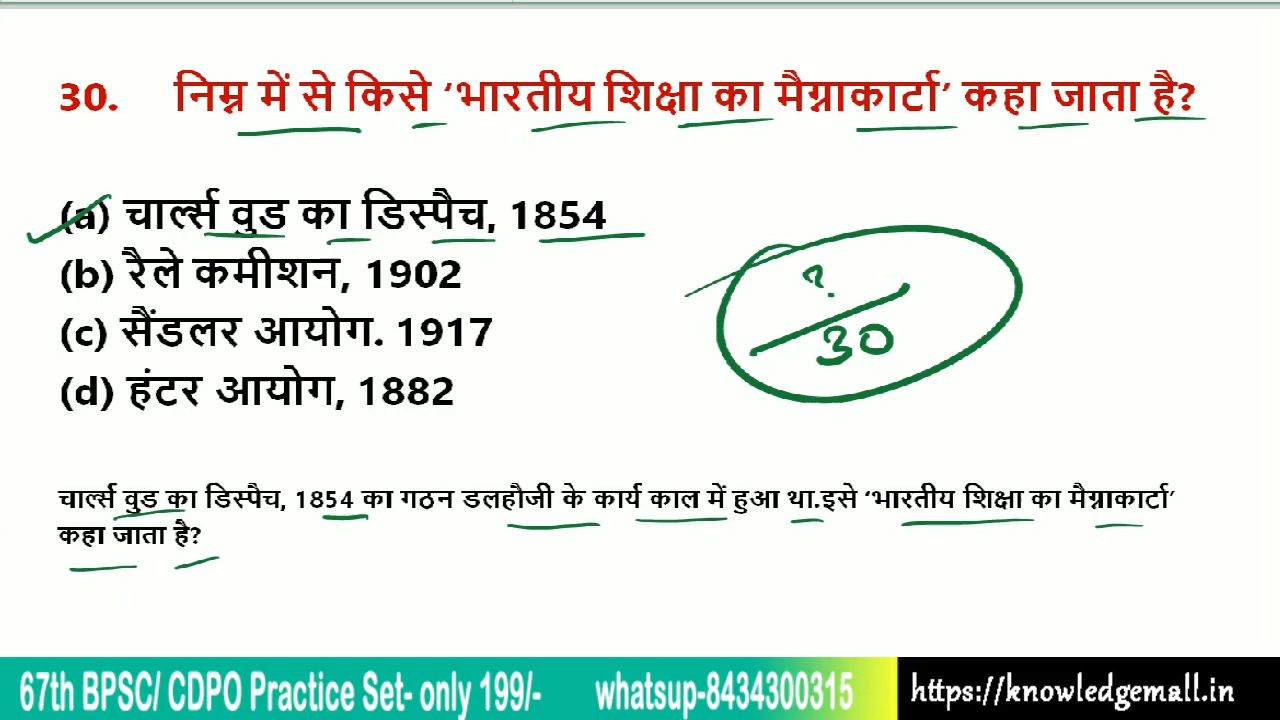 30. निम्न में से किसे ‘भारतीय शिक्षा का मैग्नाकार्टा’ कहा जाता है?
(a) चार्ल्स वुड का डिस्पैच, 1854
(b) रैले कमीशन, 1902
(c) सैंडलर आयोग. 1917
(d) हंटर आयोग, 1882
?
30
चार्ल्स वुड का डिस्पैच, 1854 का गठन डलहौजी के कार्य काल में हुआ था.इसे ‘भारतीय शिक्षा का मैग्नाकार्टा’
कहा जाता है?
67th BPSC/ CDPO Practice Set- only 199/- whatsup-8434300315 https://knowledgemall.in